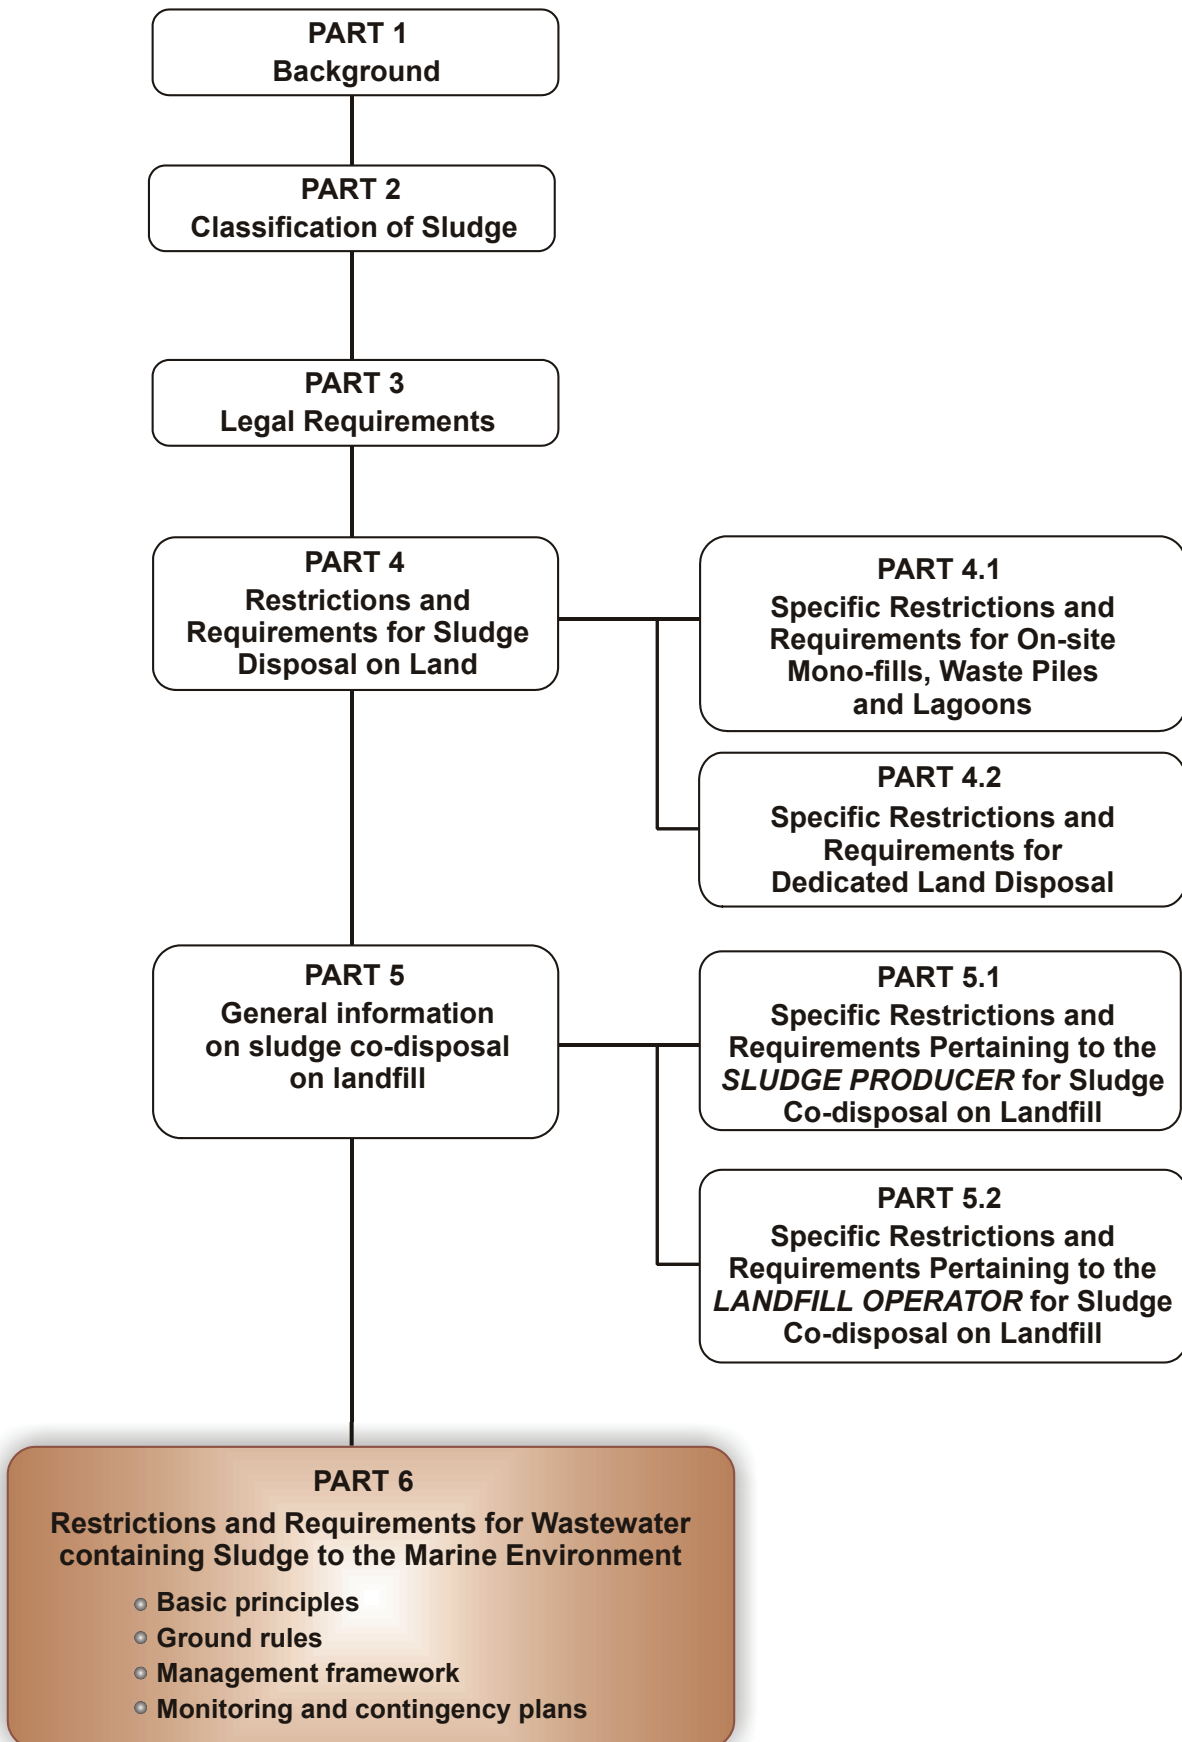 PART 1
Background
PART 2
Classification of Sludge
PART 3
Legal Requirements
PART 4
Restrictions and
Requirements for Sludge
Disposal on Land
PART 4.1
Specific Restrictions and
Requirements for On-site
Mono-fills, Waste Piles
and Lagoons
PART 4.2
Specific Restrictions and
Requirements for
Dedicated Land Disposal
PART 5
General information
on sludge co-disposal
on landfill
PART 5.1
Specific Restrictions and
Requirements Pertaining to the
SLUDGE PRODUCER for Sludge
Co-disposal on Landfill
PART 5.2
Specific Restrictions and
Requirements Pertaining to the
LANDFILL OPERATOR for Sludge
Co-disposal on Landfill
PART 6
Restrictions and Requirements for Wastewater
containing Sludge to the Marine Environment
Basic principles
Ground rules
Management framework
Monitoring and contingency plans